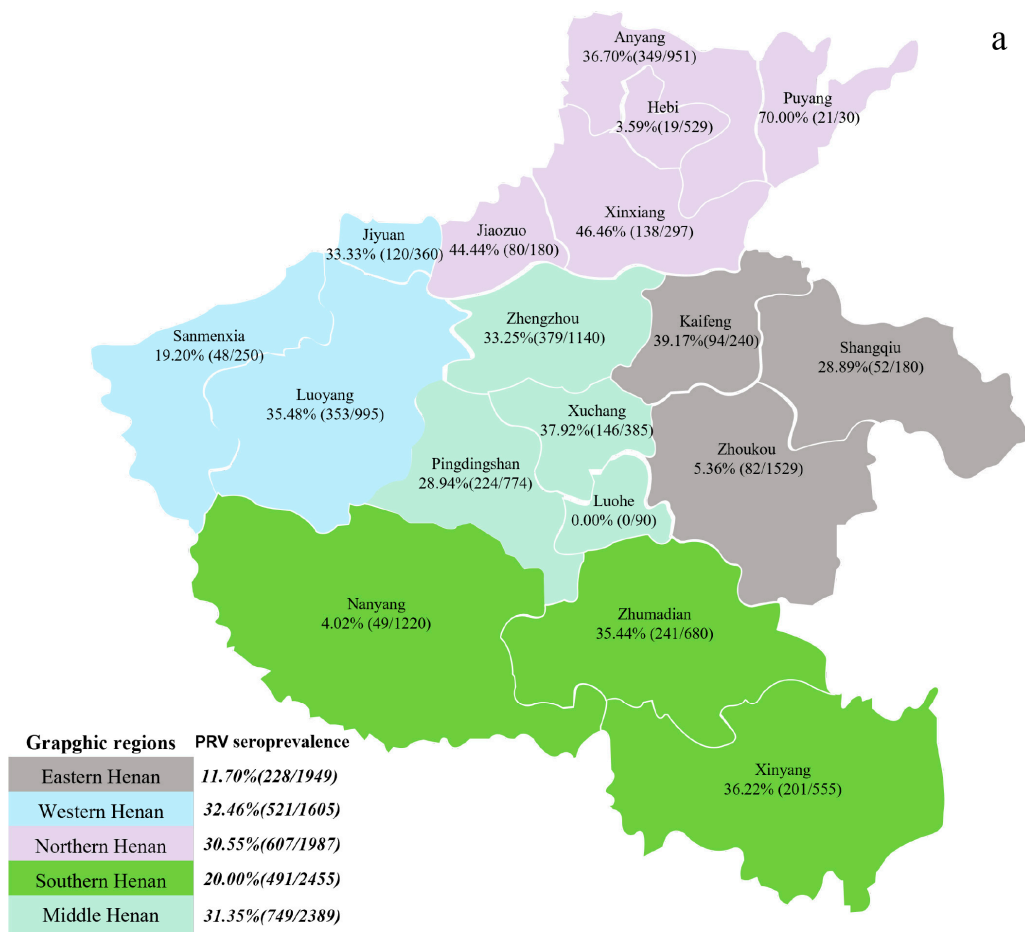 a
Anyang
36.70%(349/951)
Hebi
3.59%(19/529)
Puyang
70.00% (21/30)
Xinxiang
46.46% (138/297)
Jiaozuo
44.44% (80/180)
Jiyuan
33.33% (120/360)
Sanmenxia
19.20% (48/250)
Luoyang
35.48% (353/995)
Zhengzhou
33.25%(379/1140)
Kaifeng
39.17%(94/240)
Shangqiu
28.89%(52/180)
Xuchang
37.92%(146/385)
Pingdingshan
28.94%(224/774)
Luohe
0.00% (0/90)
Zhoukou
5.36% (82/1529)
Nanyang
4.02% (49/1220)
Zhumadian
35.44% (241/680)
Xinyang
36.22% (201/555)
Grapghic regions PRV seroprevalence
Eastern Henan 11.70%(228/1949)
Western Henan 32.46%(521/1605)
Northern Henan 30.55%(607/1987)
Southern Henan 20.00%(491/2455)
Middle Henan 31.35%(749/2389)